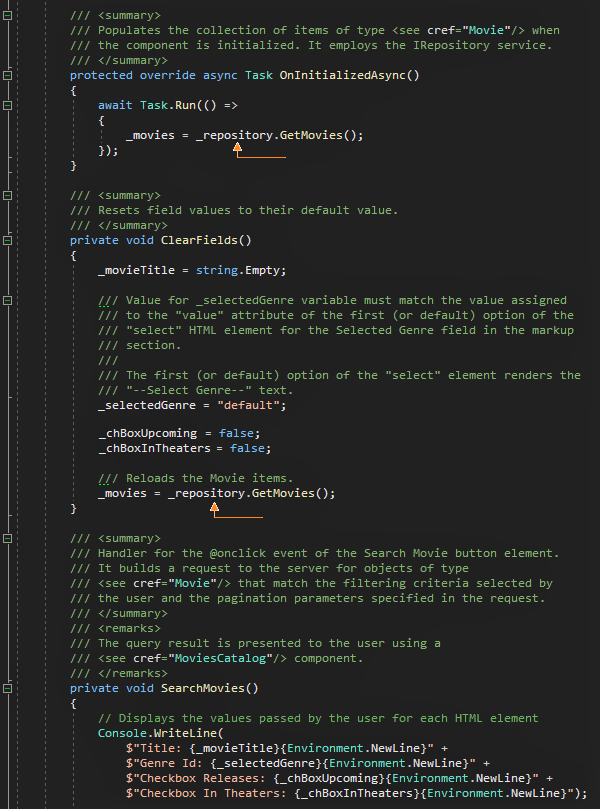 /// <summary>
/// Populates the collection of items of type <see cref="Movie"/> when
/// the component is initialized. It employs the IRepository service.
/// </summary>
protected override async Task OnInitializedAsync()
{
await Task.Run(() =>
{
_movies = _repository.GetMovies();
});
}
/// <summary>
/// Resets field values to their default value.
/// </summary>
private void ClearFields()
{
_movieTitle = string.Empty;
/// Value for _selectedGenre variable must match the value assigned
/// to the "value" attribute of the first (or default) option of the
/// "select" HTML element for the Selected Genre field in the markup
/// section.
///
/// The first (or default) option of the "select" element renders the
/// "--Select Genre--" text.
_selectedGenre = "default";
_chBoxUpcoming = false;
_chBoxInTheaters = false;
/// Reloads the Movie items.
_movies = _repository.GetMovies();
}
/// <summary>
/// Handler for the @onclick event of the Search Movie button element.
/// It builds a request to the server for objects of type
/// <see cref="Movie"/> that match the filtering criteria selected by
/// the user and the pagination parameters specified in the request.
/// </summary>
/// <remarks>
/// The query result is presented to the user using a
/// <see cref="MoviesCatalog"/> component.
/// </remarks>
private void SearchMovies()
{
// Displays the values passed by the user for each HTML element
Console.WriteLine(
$"Title: {_movieTitle}{Environment.NewLine}" +
$"Genre Id: {_selectedGenre}{Environment.NewLine}" +
$"Checkbox Releases: {_chBoxUpcoming}{Environment.NewLine}" +
$"Checkbox In Theaters: {_chBoxInTheaters}{Environment.NewLine}");